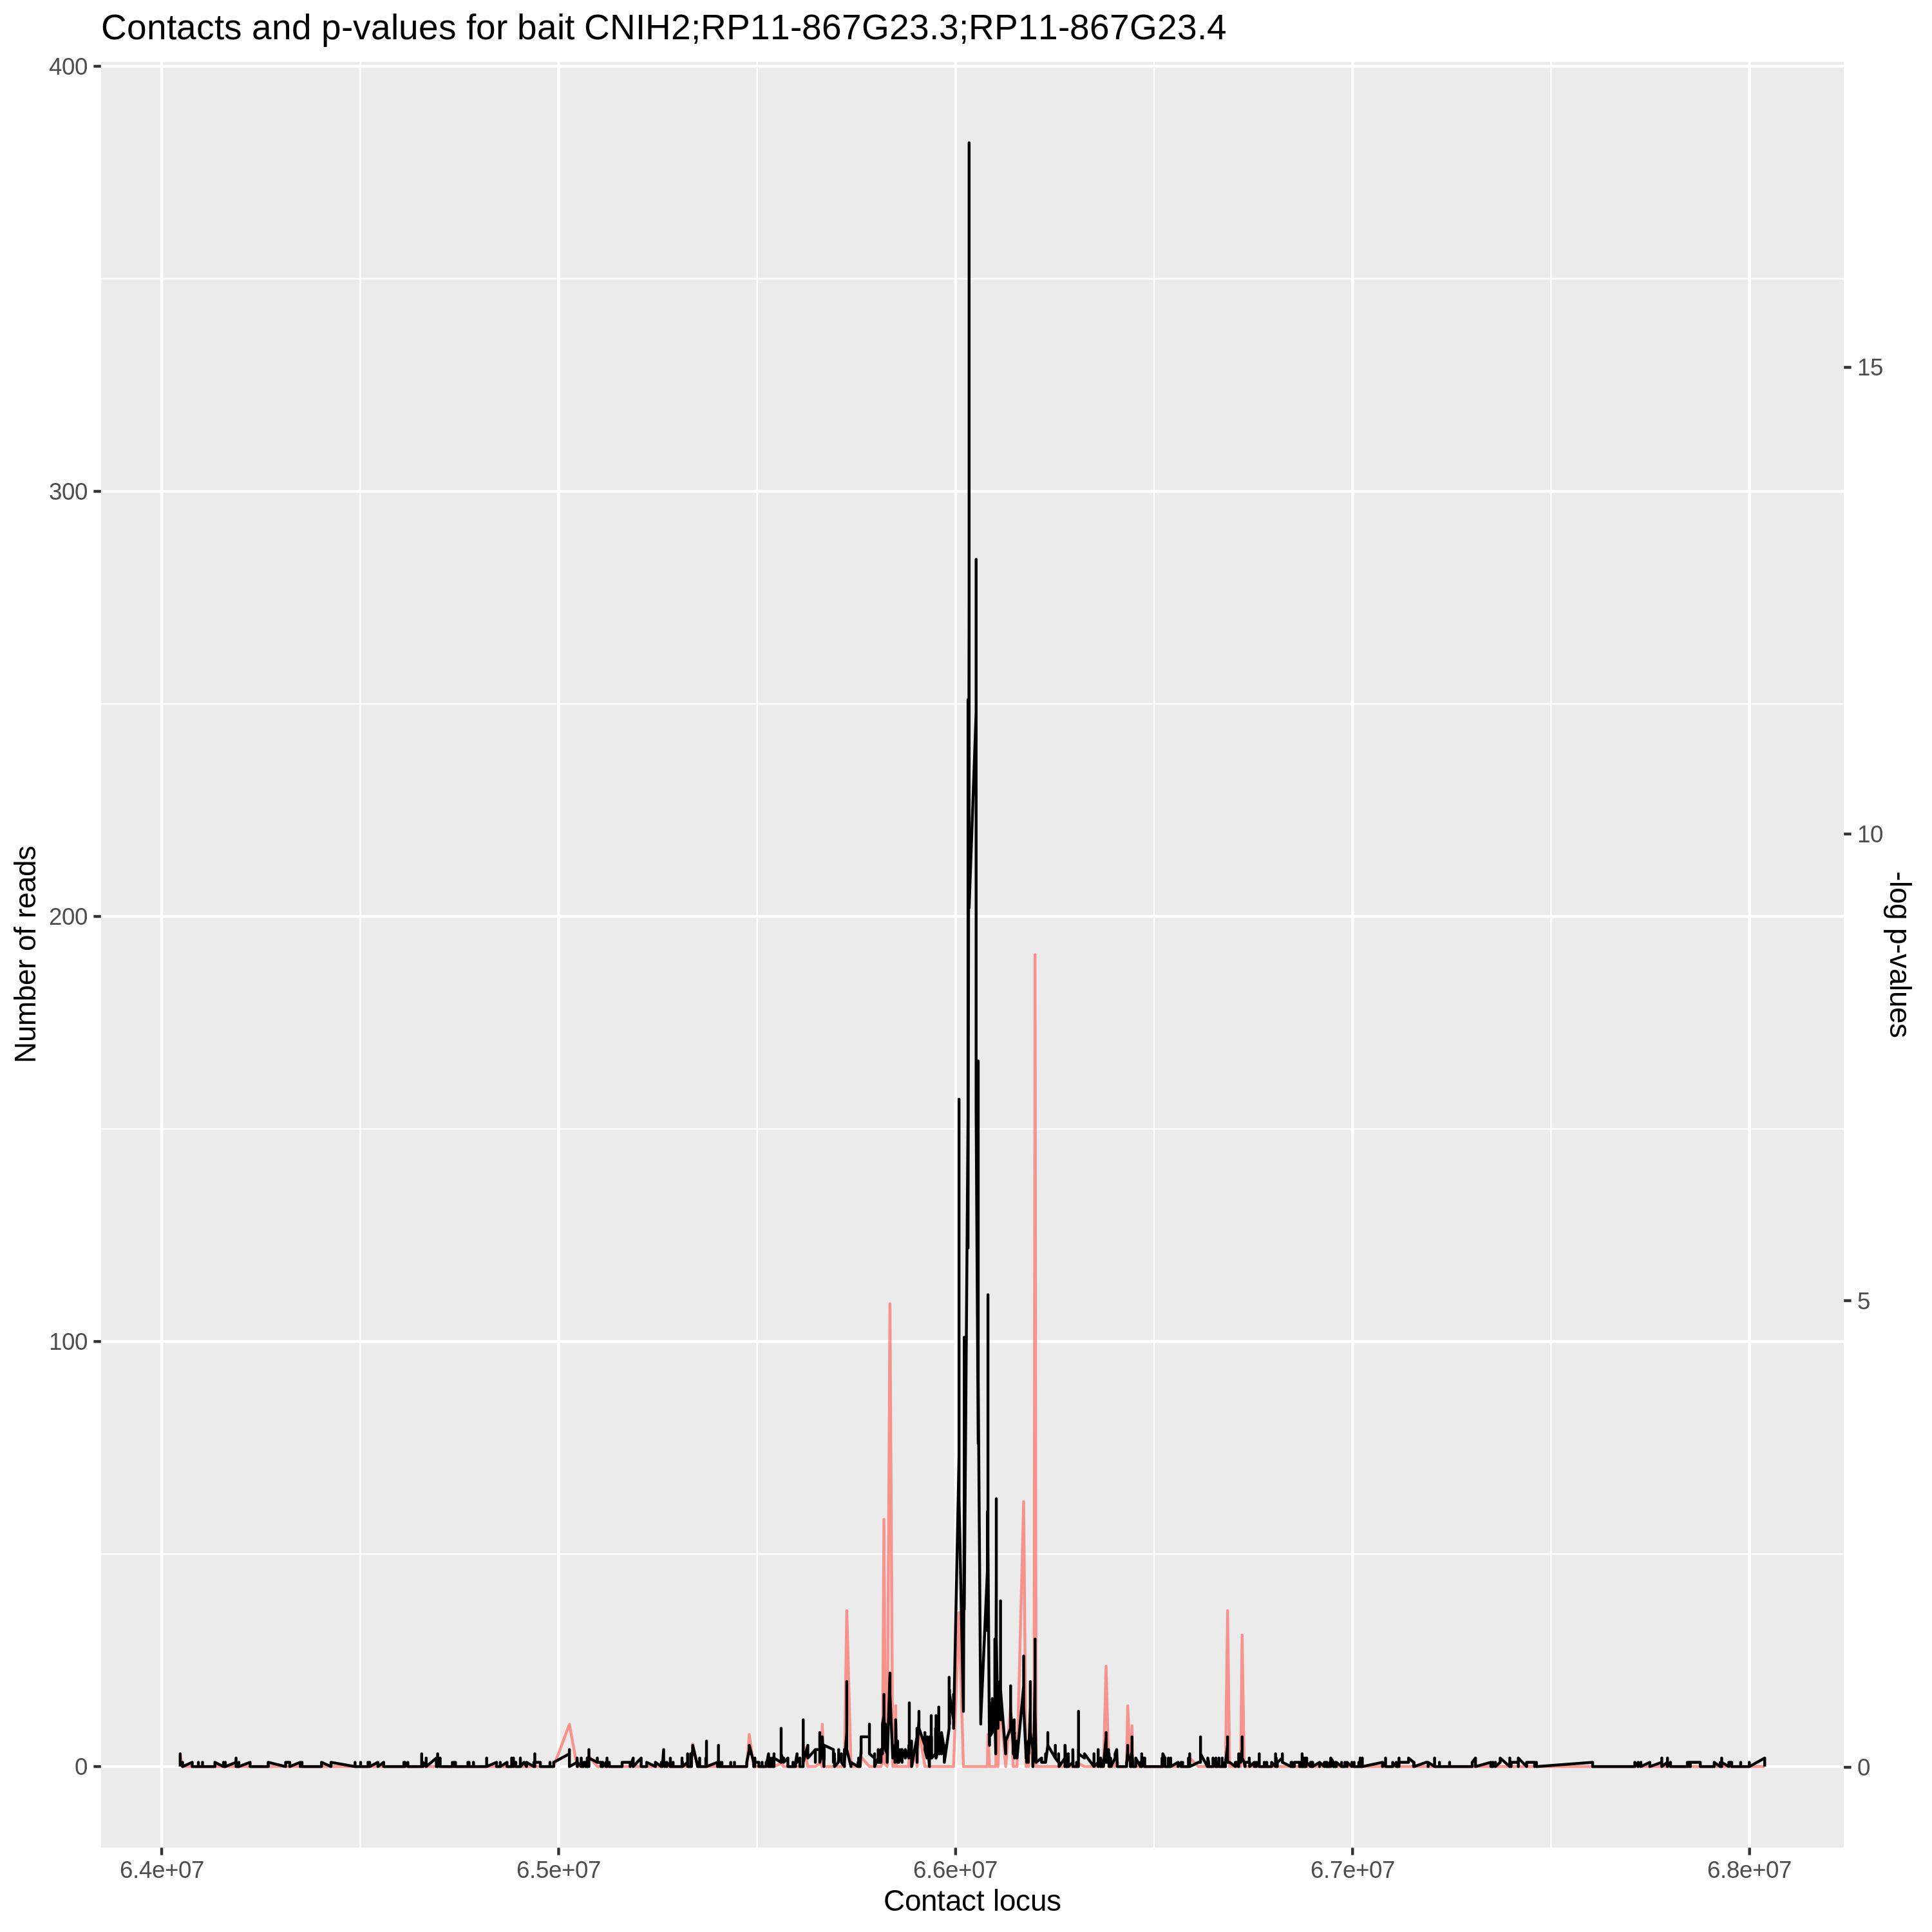 Contacts and p-values for bait CNIH2;RP11-867G23.3;RP11-867G23.4
400
300
200
100
0
Number of reads
15
10
5
0
-log p-values
6.4e+07 6.5e+07 6.6e+07 6.7e+07 6.8e+07
Contact locus